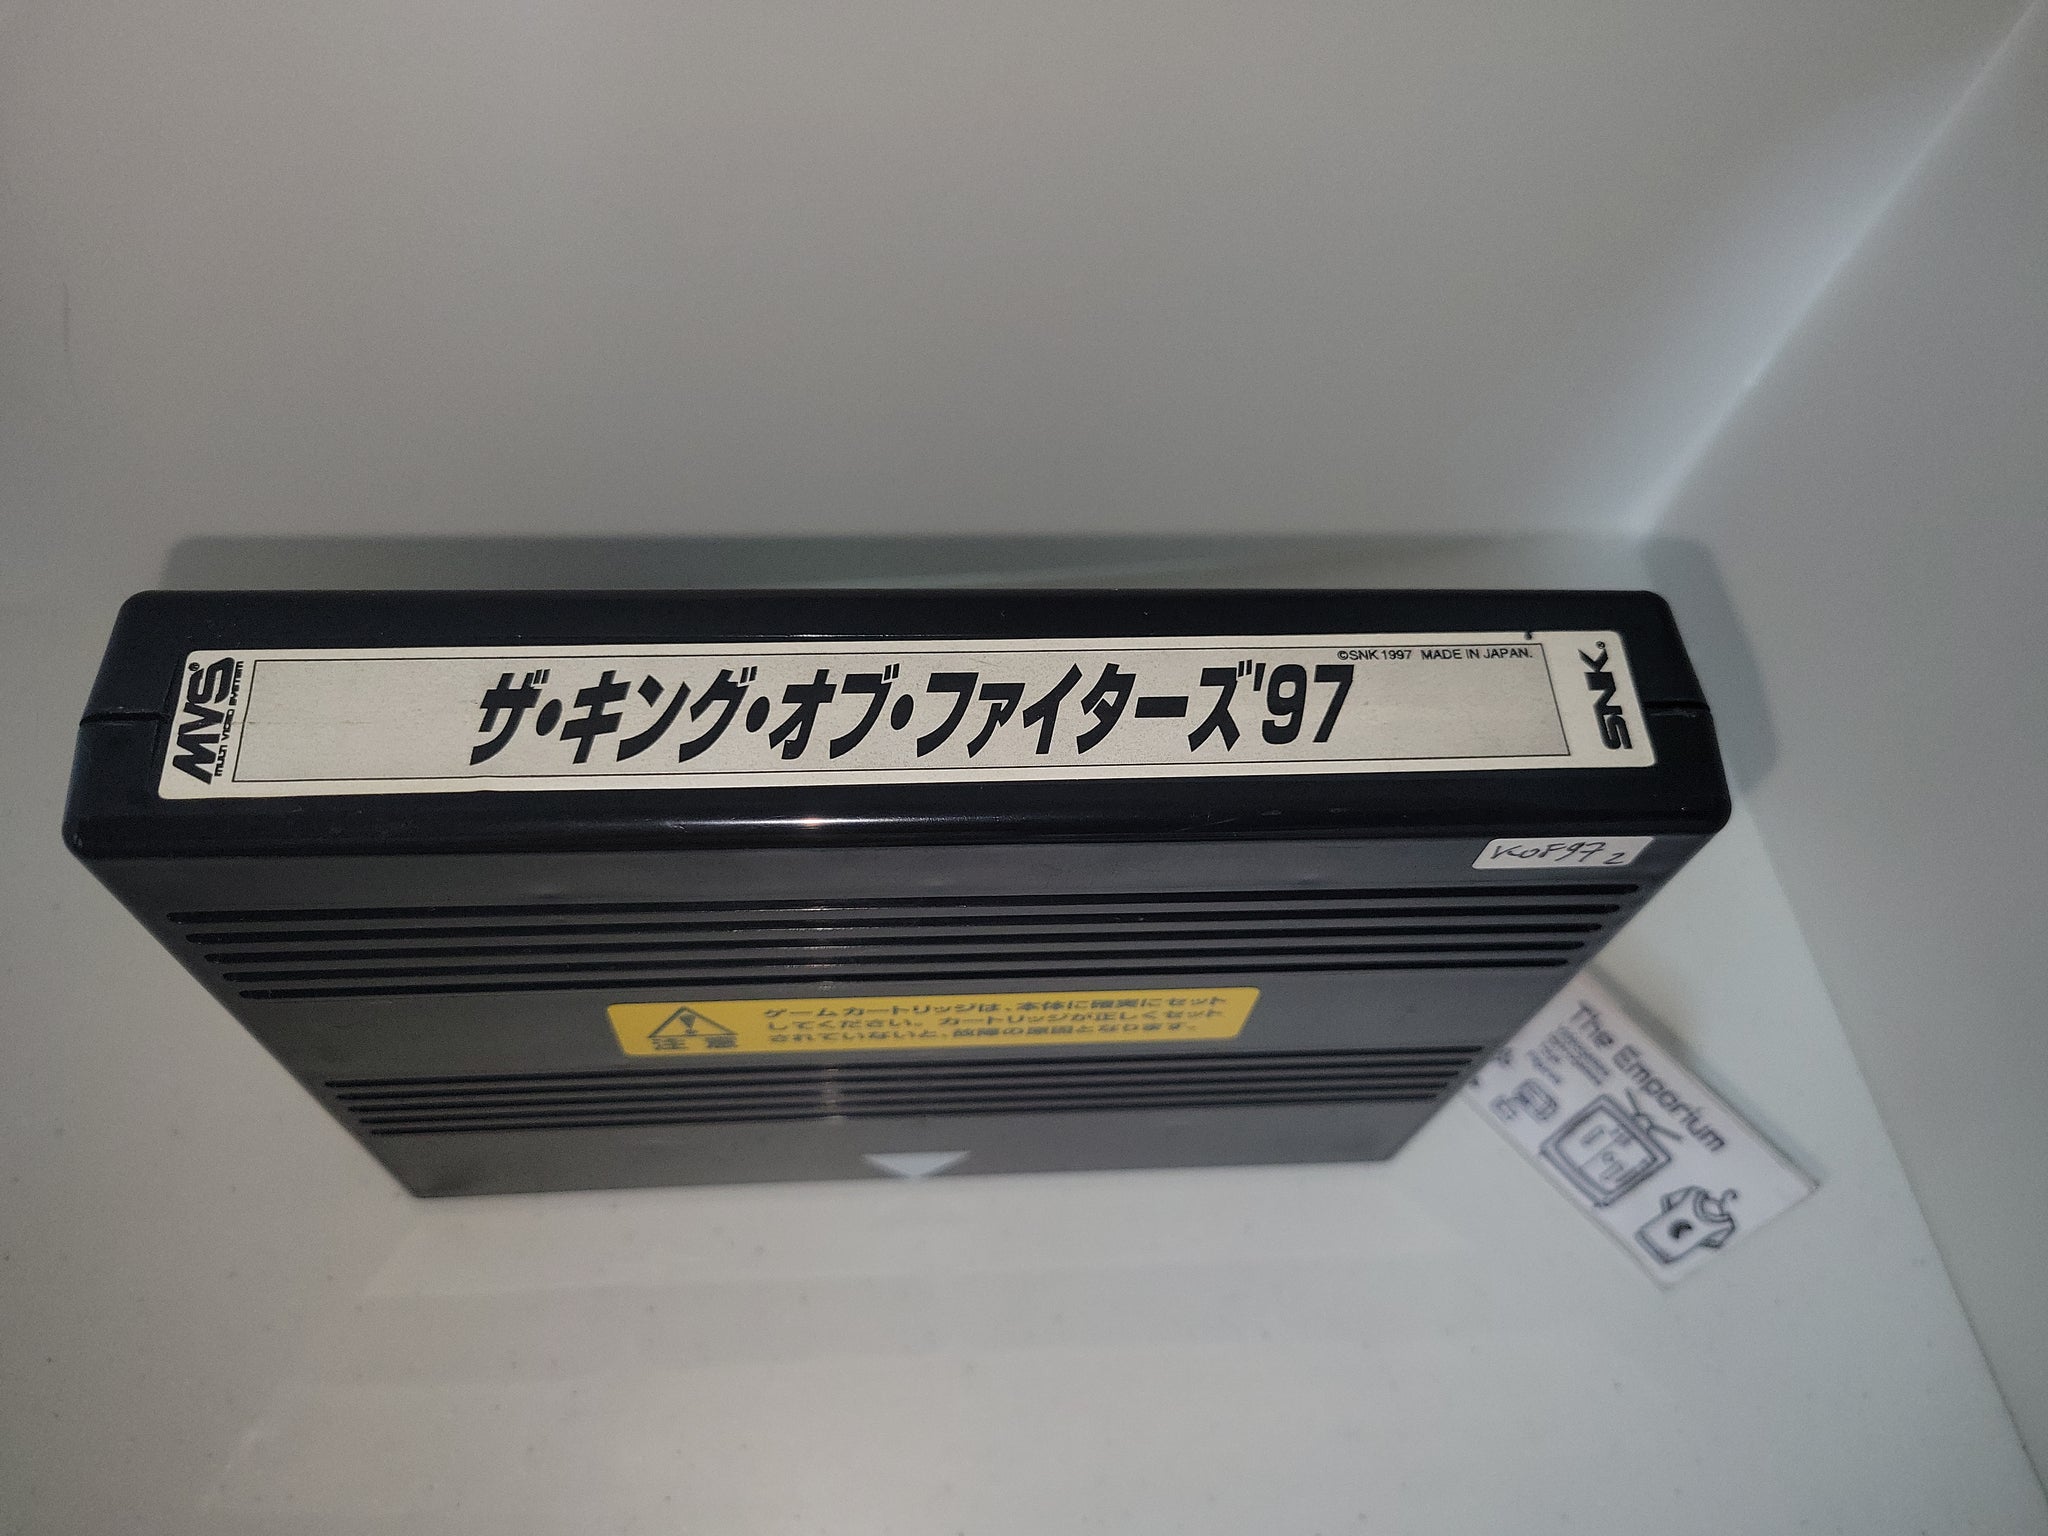 MVS®
MULTI VIDEO SYSTEM
ザ・キング・オブ・ファイターズ'97
©SNK 1997 MADE IN JAPAN.
SNK®
KOF97 2
注意
ゲームカートリッジは、本体に確実にセット
してください。カートリッジが正しくセット
されていないと、故障の原因となります。
The Emporium